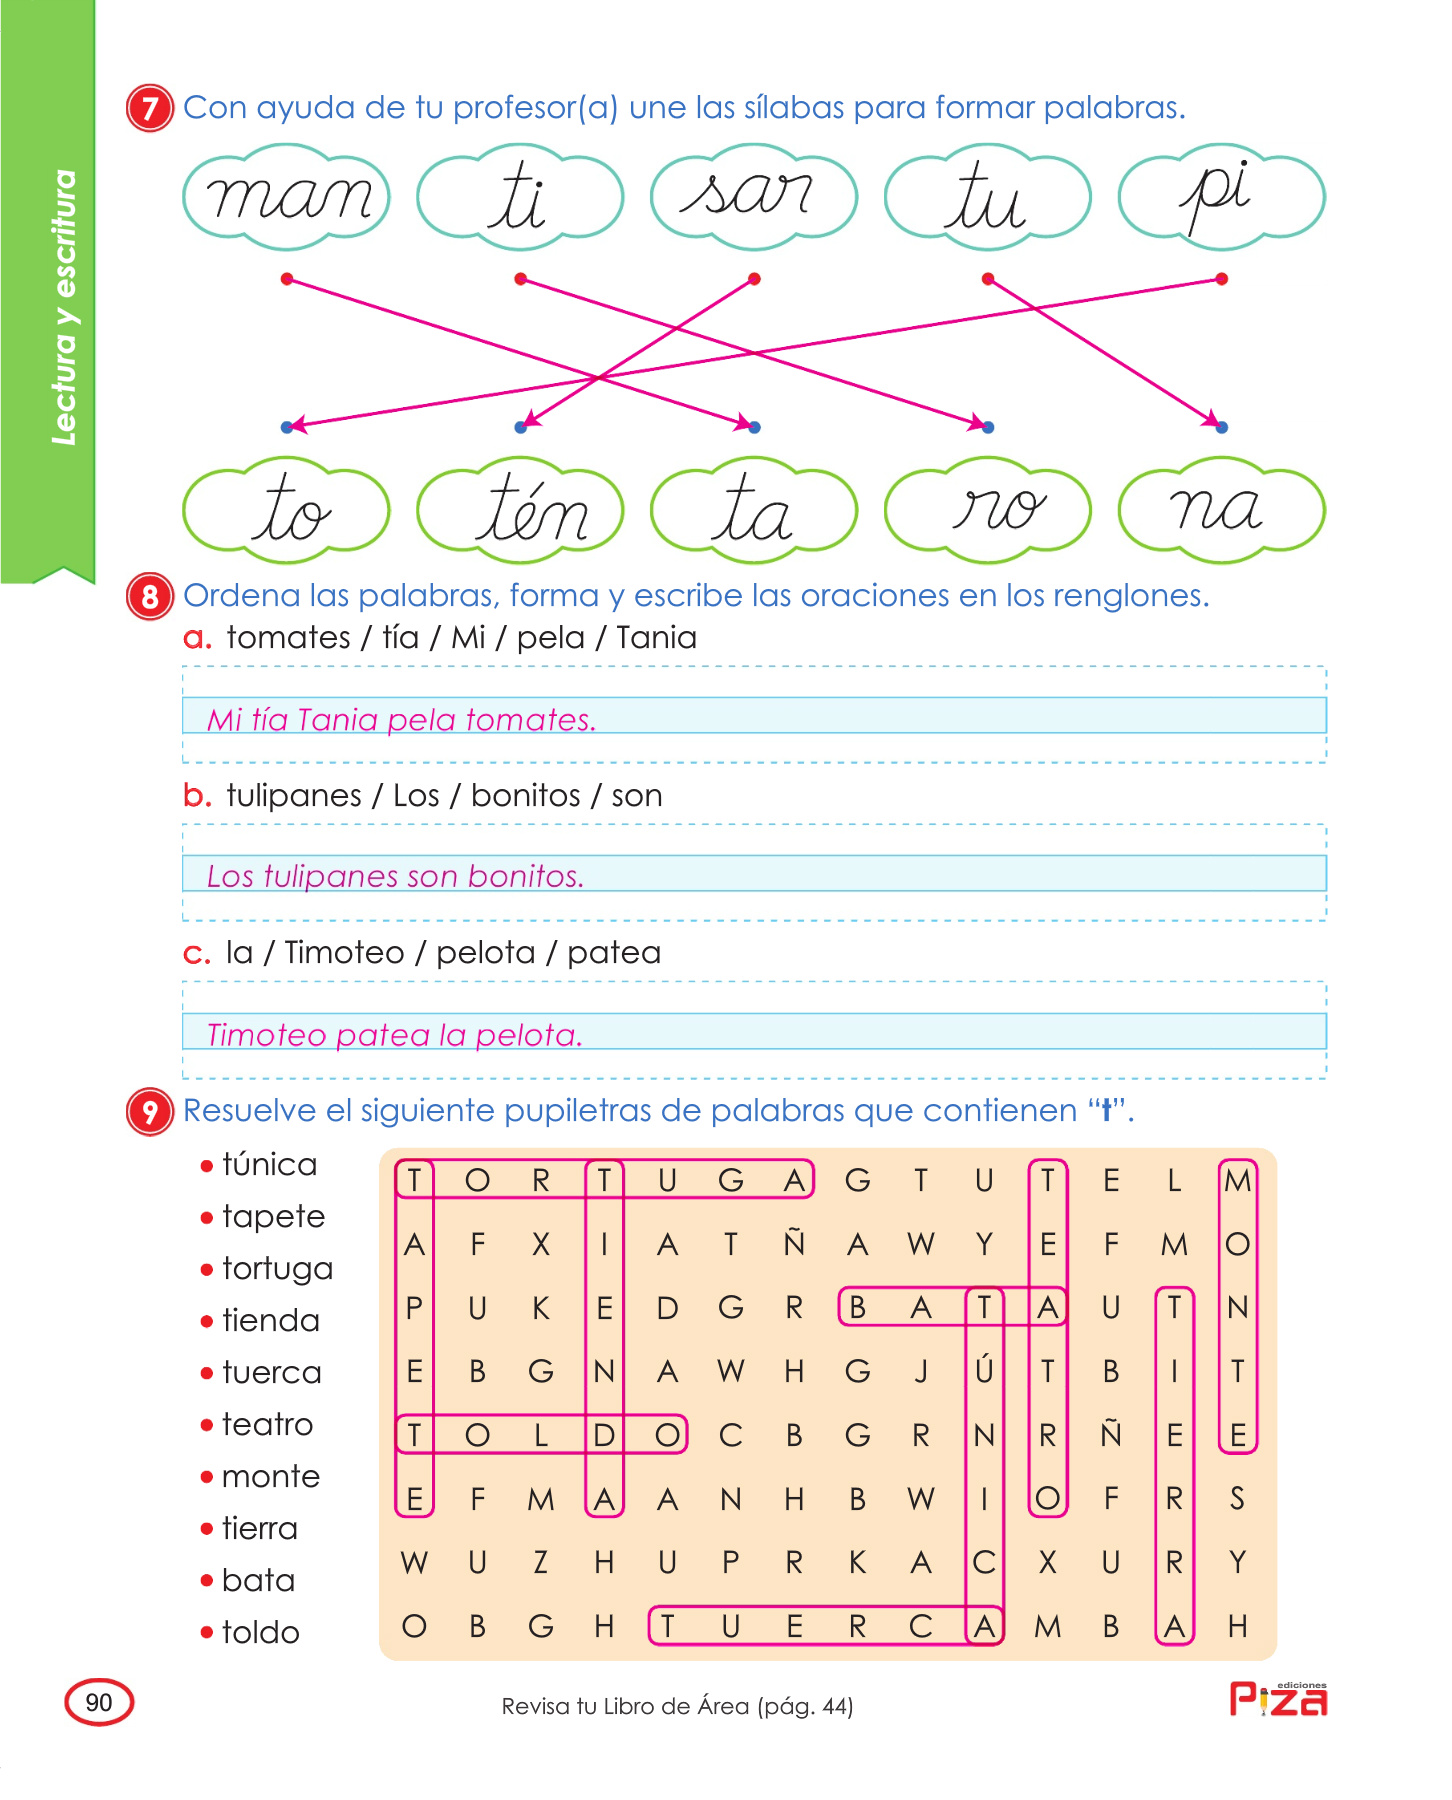 Lectura y escritura
7 Con ayuda de tu profesor(a) une las sílabas para formar palabras.
man ti sar tu pi
to tén ta ro na
8 Ordena las palabras, forma y escribe las oraciones en los renglones.
a. tomates / tía / Mi / pela / Tania
Mi tía Tania pela tomates.
b. tulipanes / Los / bonitos / son
Los tulipanes son bonitos.
c. la / Timoteo / pelota / patea
Timoteo patea la pelota.
9 Resuelve el siguiente pupiletras de palabras que contienen “t”.
• túnica
• tapete
• tortuga
• tienda
• tuerca
• teatro
• monte
• tierra
• bata
• toldo
T O R T U G A G T U T E L M
A F X I A T Ñ A W Y E F M O
P U K E D G R B A T A U T N
E B G N A W H G J Ú T B I T
T O L D O C B G R N R Ñ E E
E F M A A N H B W I O F R S
W U Z H U P R K A C X U R Y
O B G H T U E R C A M B A H
90
Revisa tu Libro de Área (pág. 44)
ediciones
PIZA